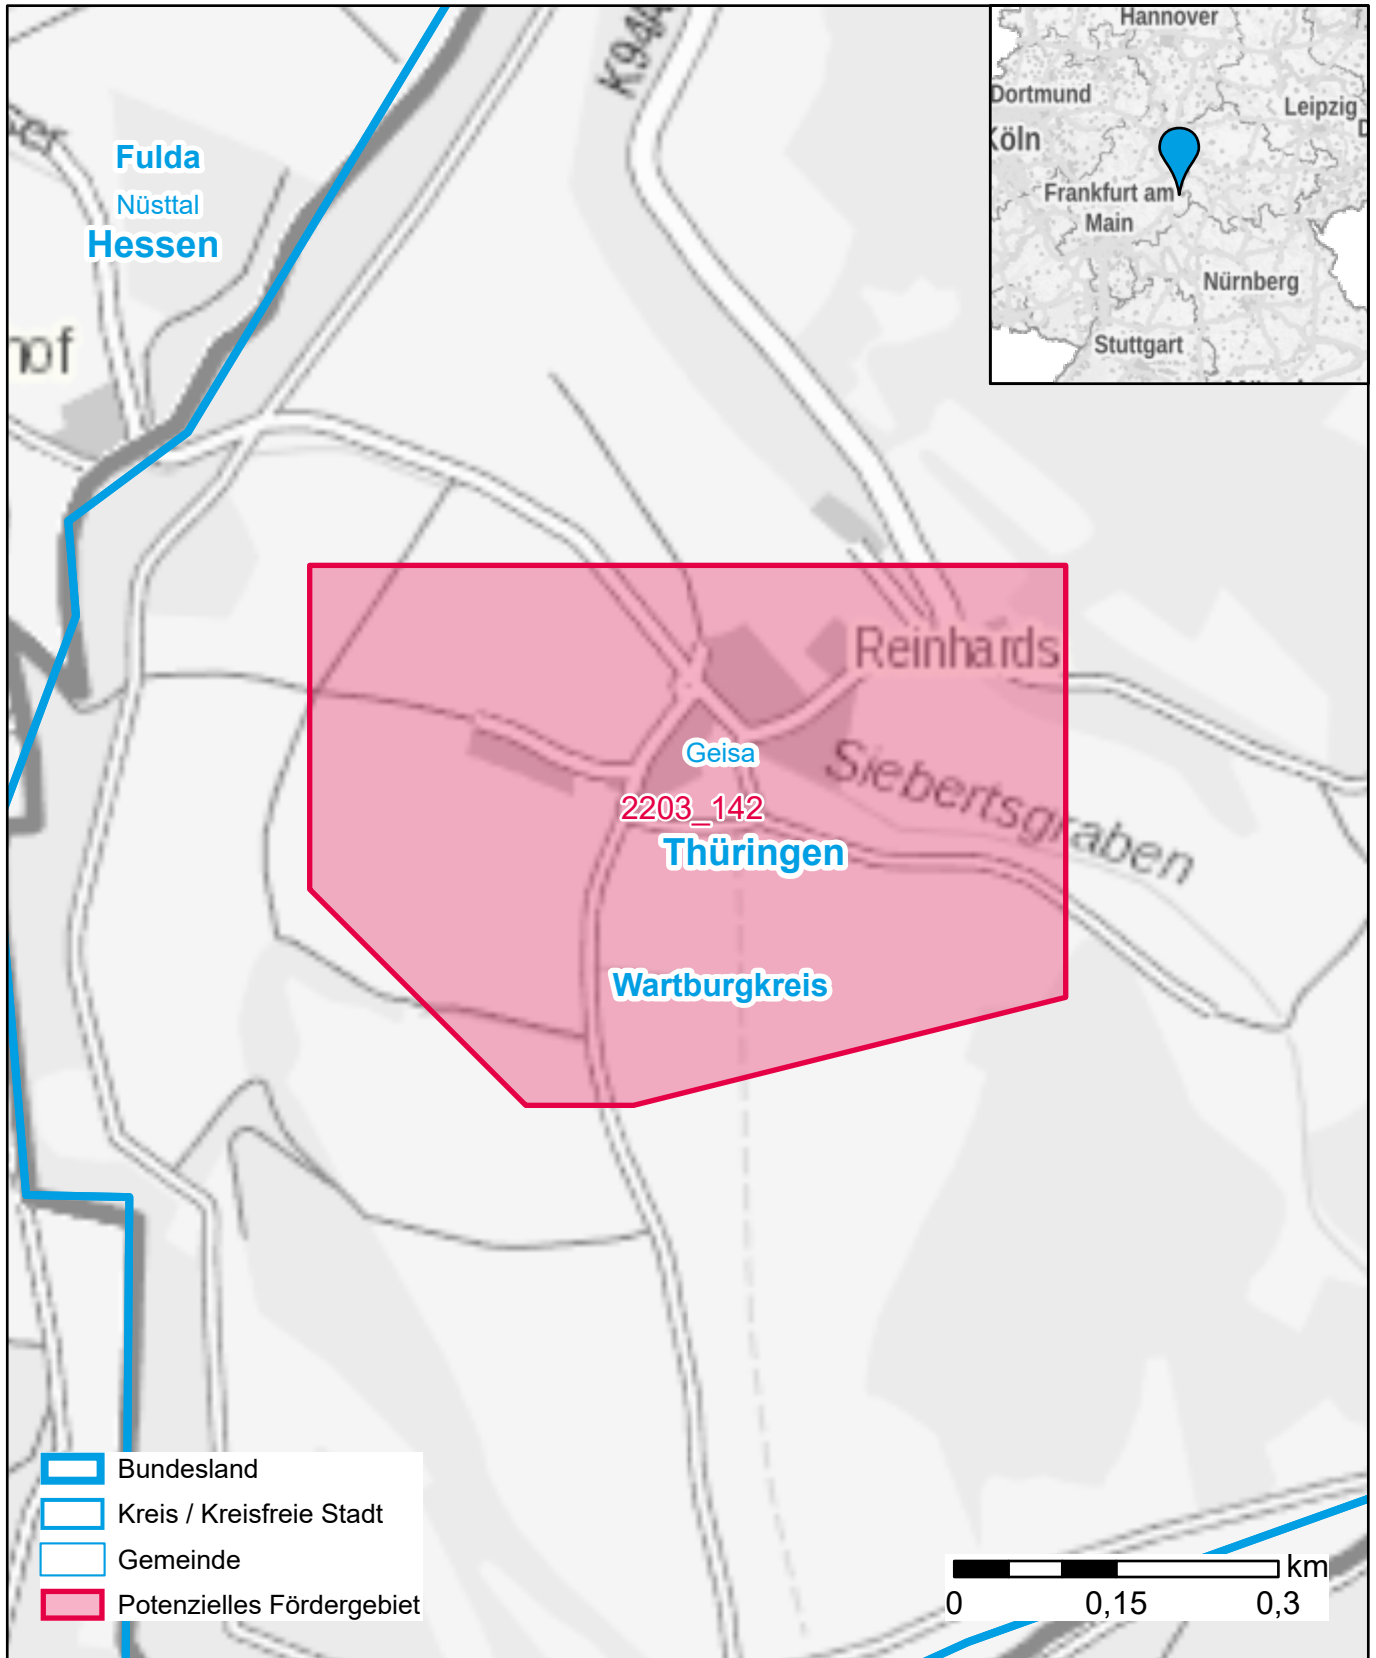 Hannover
Dortmund
Leipzig
Köln
Frankfurt am
Main
Nürnberg
Stuttgart
Fulda
Nüsttal
Hessen
hof
Reinhards
Siebertsgraben
Geisa
2203_142
Thüringen
Wartburgkreis
Bundesland
Kreis / Kreisfreie Stadt
Gemeinde
Potenzielles Fördergebiet
km
0 0,15 0,3